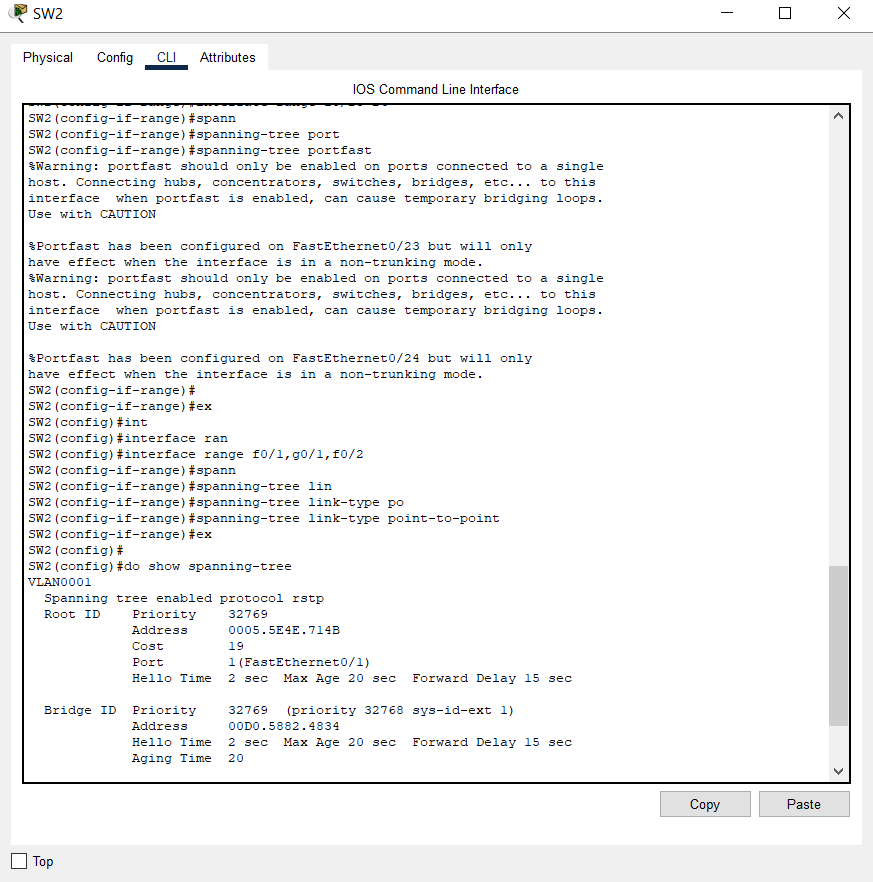 SW2
Physical Config CLI Attributes
IOS Command Line Interface
SW2(config-if-range)#spann
SW2(config-if-range)#spanning-tree port
SW2(config-if-range)#spanning-tree portfast
%Warning: portfast should only be enabled on ports connected to a single
host. Connecting hubs, concentrators, switches, bridges, etc... to this
interface  when portfast is enabled, can cause temporary bridging loops.
Use with CAUTION
%Portfast has been configured on FastEthernet0/23 but will only
have effect when the interface is in a non-trunking mode.
%Warning: portfast should only be enabled on ports connected to a single
host. Connecting hubs, concentrators, switches, bridges, etc... to this
interface  when portfast is enabled, can cause temporary bridging loops.
Use with CAUTION
%Portfast has been configured on FastEthernet0/24 but will only
have effect when the interface is in a non-trunking mode.
SW2(config-if-range)#
SW2(config-if-range)#ex
SW2(config)#int
SW2(config)#interface ran
SW2(config)#interface range f0/1,g0/1,f0/2
SW2(config-if-range)#spann
SW2(config-if-range)#spanning-tree lin
SW2(config-if-range)#spanning-tree link-type po
SW2(config-if-range)#spanning-tree link-type point-to-point
SW2(config-if-range)#ex
SW2(config)#
SW2(config)#do show spanning-tree
VLAN0001
  Spanning tree enabled protocol rstp
  Root ID    Priority    32769
             Address     0005.5E4E.714B
             Cost        19
             Port        1(FastEthernet0/1)
             Hello Time  2 sec  Max Age 20 sec  Forward Delay 15 sec
  Bridge ID  Priority    32769  (priority 32768 sys-id-ext 1)
             Address     00D0.5882.4834
             Hello Time  2 sec  Max Age 20 sec  Forward Delay 15 sec
             Aging Time  20
Copy Paste
Top